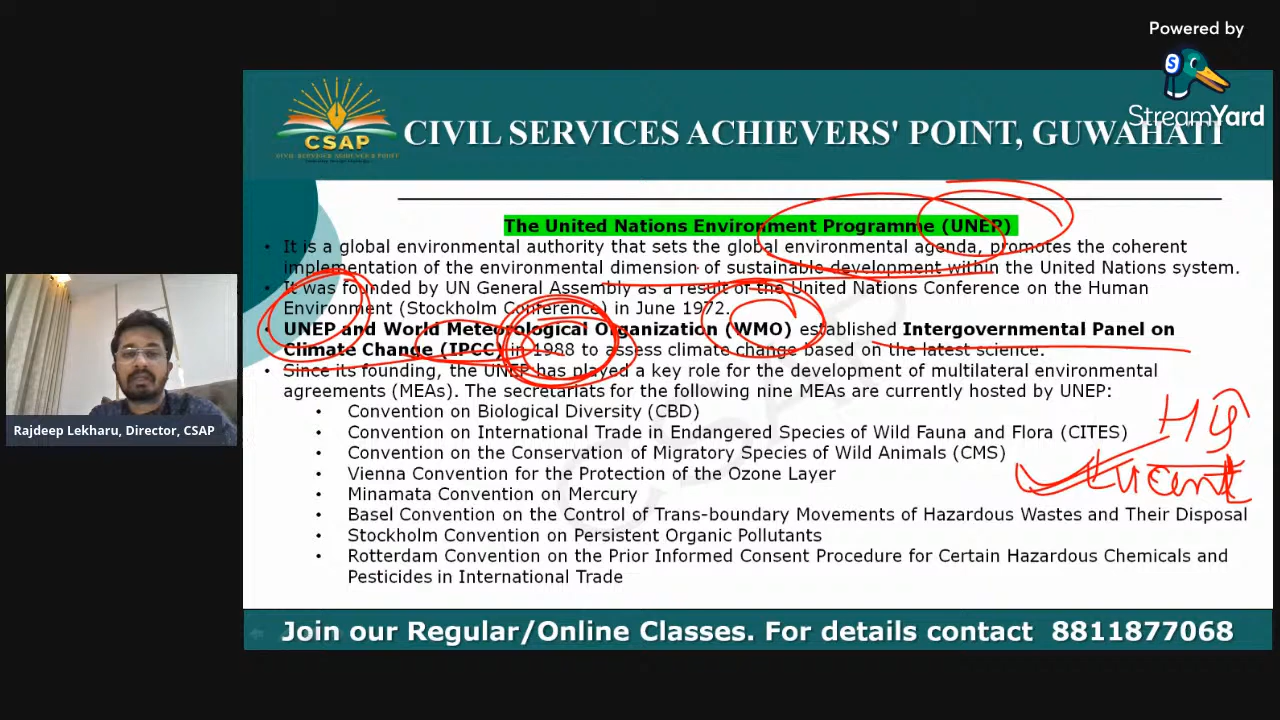 Powered by
StreamYard
CSAP
CIVIL SERVICES ACHIEVER'S POINT
CIVIL SERVICES ACHIEVERS' POINT, GUWAHATI
The United Nations Environment Programme (UNEP)
• It is a global environmental authority that sets the global environmental agenda, promotes the coherent
implementation of the environmental dimension of sustainable development within the United Nations system.
• It was founded by UN General Assembly as a result of the United Nations Conference on the Human
Environment (Stockholm Conference) in June 1972.
• UNEP and World Meteorological Organization (WMO) established Intergovernmental Panel on
Climate Change (IPCC) in 1988 to assess climate change based on the latest science.
• Since its founding, the UNEP has played a key role for the development of multilateral environmental
agreements (MEAs). The secretariats for the following nine MEAs are currently hosted by UNEP:
• Convention on Biological Diversity (CBD)
• Convention on International Trade in Endangered Species of Wild Fauna and Flora (CITES)
• Convention on the Conservation of Migratory Species of Wild Animals (CMS)
• Vienna Convention for the Protection of the Ozone Layer
• Minamata Convention on Mercury
• Basel Convention on the Control of Trans-boundary Movements of Hazardous Wastes and Their Disposal
• Stockholm Convention on Persistent Organic Pollutants
• Rotterdam Convention on the Prior Informed Consent Procedure for Certain Hazardous Chemicals and
Pesticides in International Trade
Lucent
Rajdeep Lekharu, Director, CSAP
Join our Regular/Online Classes. For details contact 8811877068